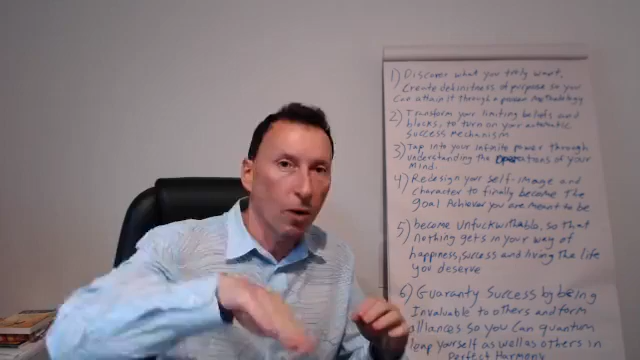 1) Discover what you truly want,
Create definiteness of purpose so you
Can attain it through a proven methodology
2) Transform your limiting beliefs and
blocks, to turn on your automatic
success mechanism
3) Tap into your infinite power through
understanding the operations of your
Mind.
4) Redesign your self-image and
character to finally become The
goal Achiever you are meant to be
5) become Unfuckwithable, so that
nothing gets in your way of
happiness, success and living the life
you deserve
6) Guaranty Success by being
Invaluable to others and form
alliances so you can quantum
leap yourself as well as others in
Perfect Harmony